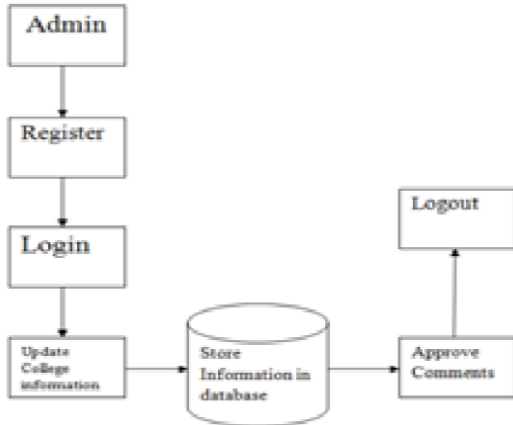 Admin
Register
Login
Update
College
information
Store
Information in
database
Approve
Comments
Logout